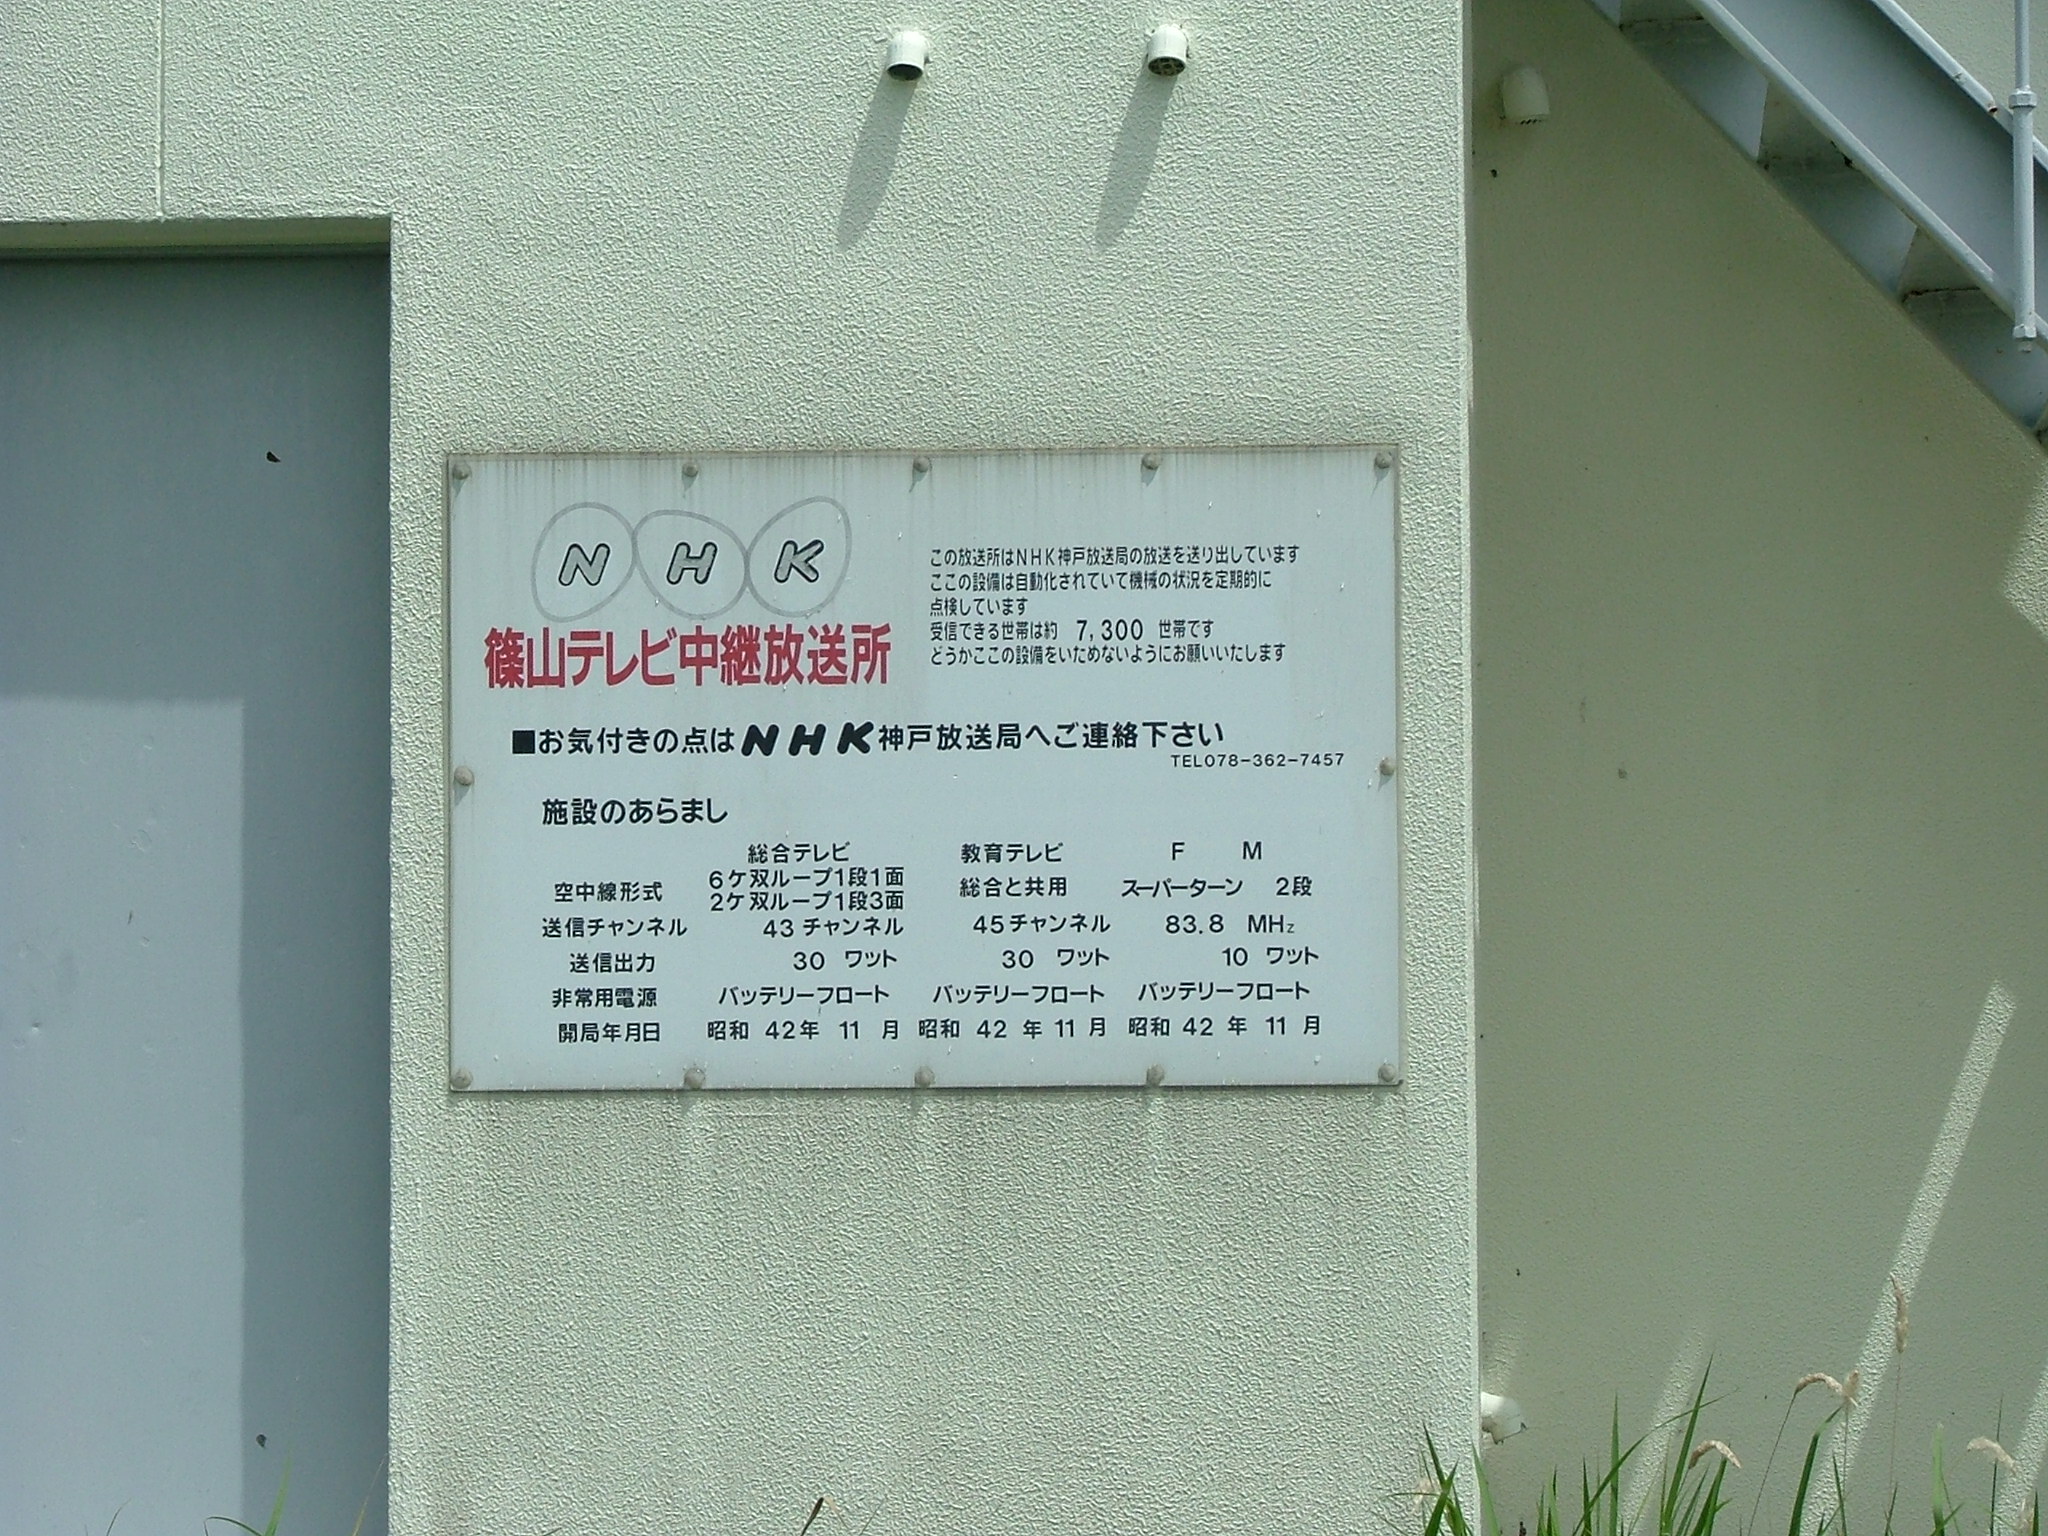 NHK
篠山テレビ中継放送所
この放送所はNHK神戸放送局の放送を送り出しています
ここの設備は自動化されていて機械の状況を定期的に
点検しています
受信できる世帯は約 7,300 世帯です
どうかここの設備をいためないようにお願いいたします
■お気付きの点はNHK神戸放送局へご連絡下さい
TEL078-362-7457
施設のあらまし
総合テレビ 教育テレビ F M
空中線形式 6ケ双ループ1段1面 総合と共用 スーパーターン 2段
2ケ双ループ1段3面
送信チャンネル 43 チャンネル 45チャンネル 83.8 MHz
送信出力 30 ワット 30 ワット 10 ワット
非常用電源 バッテリーフロート バッテリーフロート バッテリーフロート
開局年月日 昭和 42年 11 月 昭和 42 年 11 月 昭和 42 年 11 月